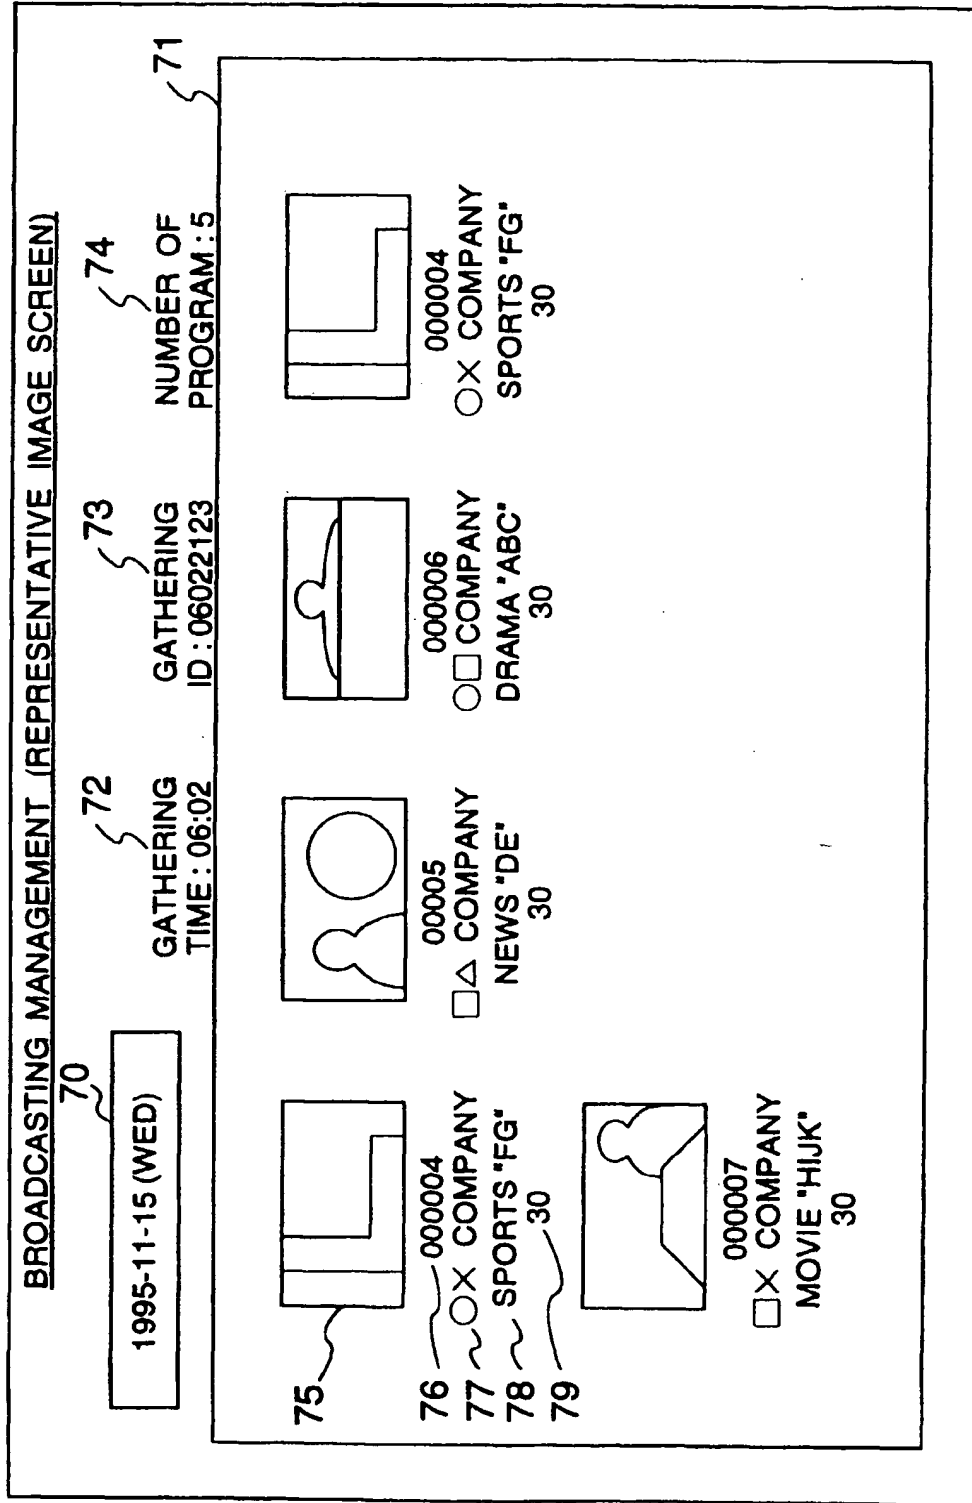 BROADCASTING MANAGEMENT (REPRESENTATIVE IMAGE SCREEN)
70
1995-11-15 (WED)
72
GATHERING
TIME : 06:02
73
GATHERING
ID : 06022123
74
NUMBER OF
PROGRAM : 5
71
75
76 000004
77 ○× COMPANY
78 SPORTS "FG"
79 30
00005
□△ COMPANY
NEWS "DE"
30
000006
○□ COMPANY
DRAMA "ABC"
30
000004
○× COMPANY
SPORTS "FG"
30
000007
□× COMPANY
MOVIE "HIJK"
30